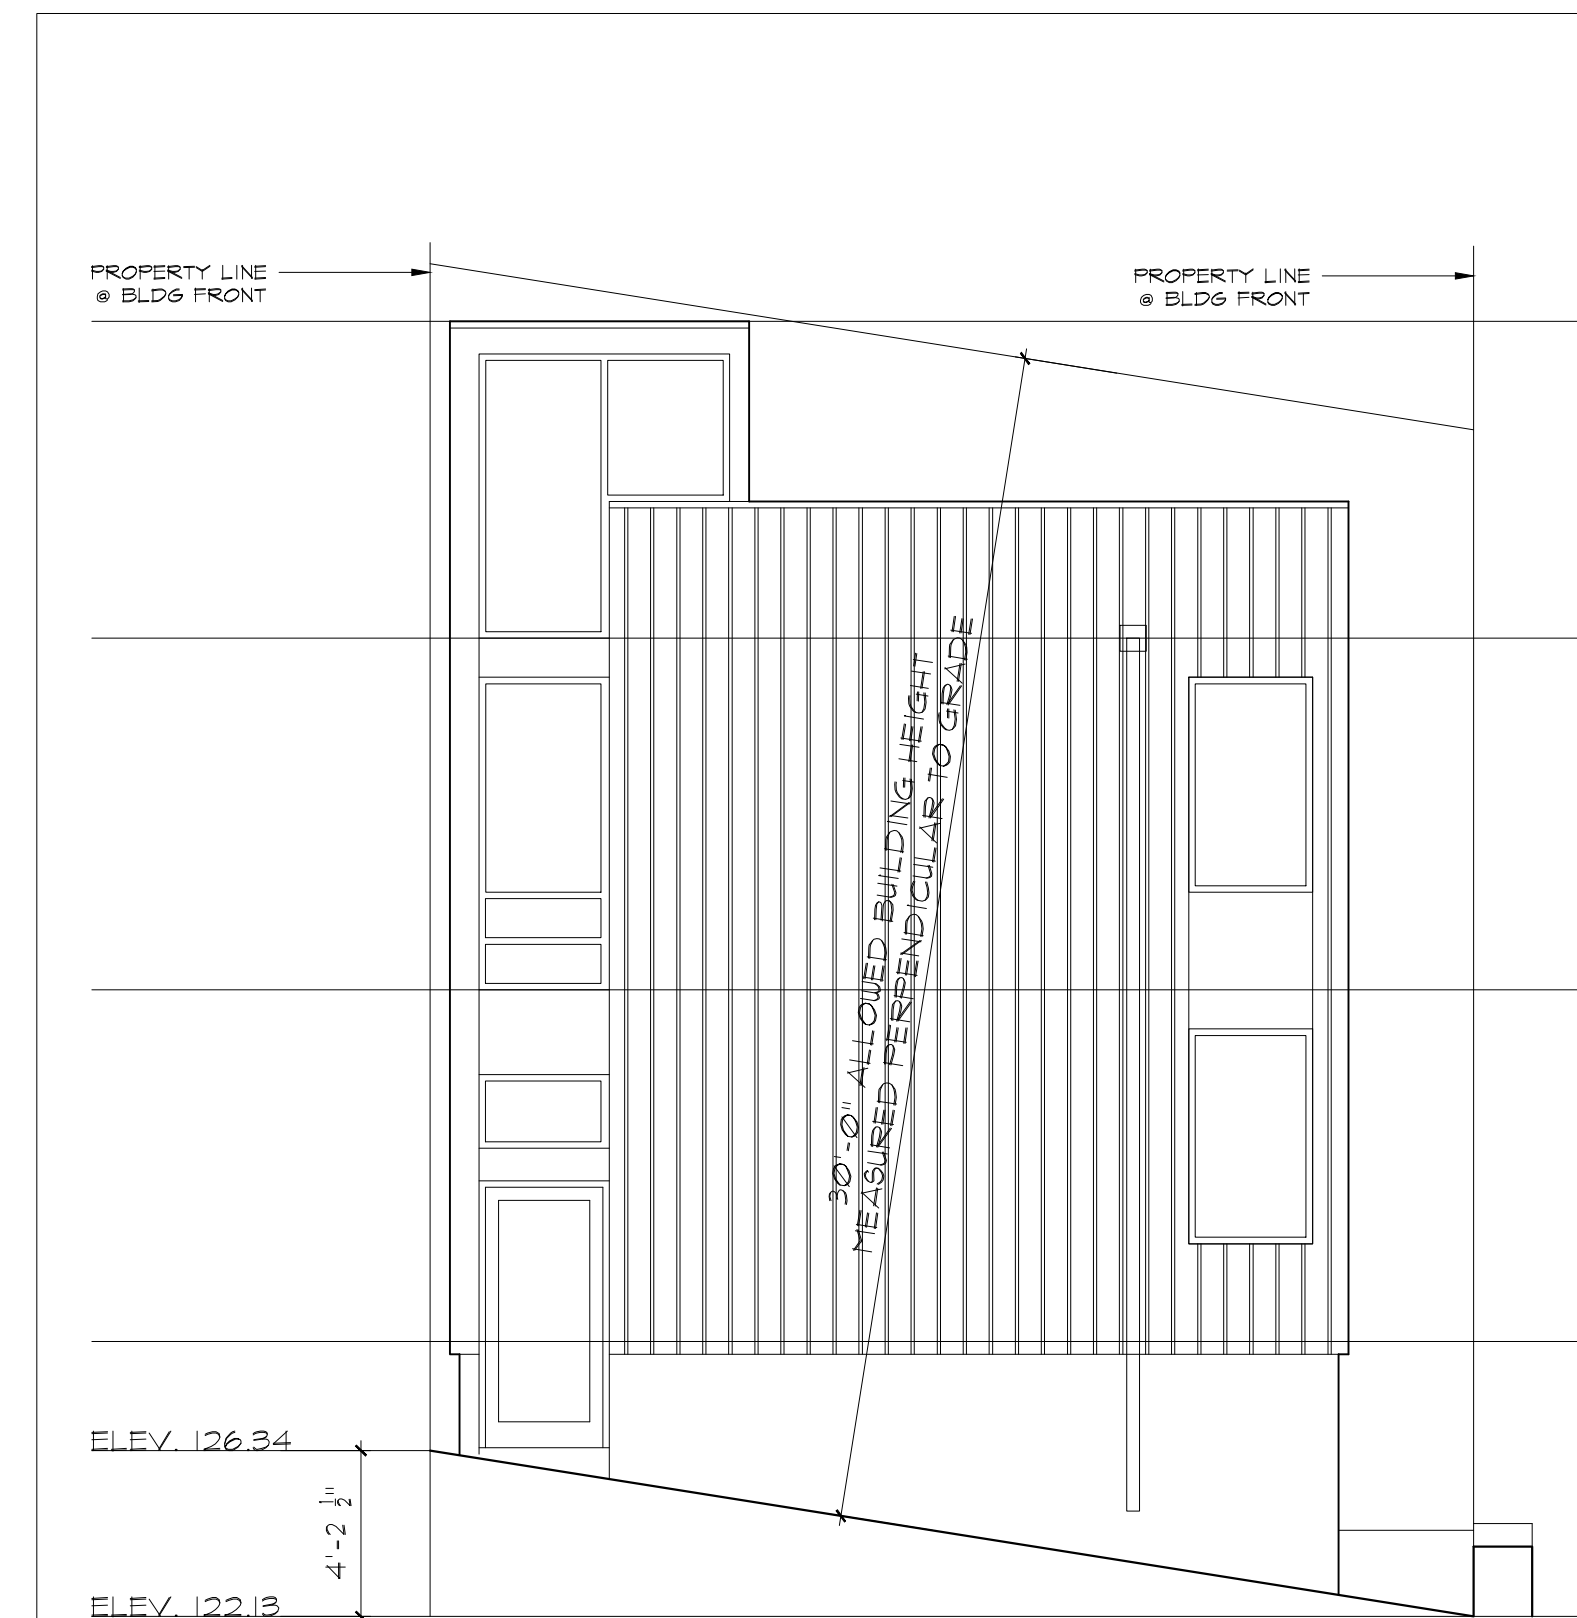 PROPERTY LINE
@ BLDG FRONT
PROPERTY LINE
@ BLDG FRONT
30'-0" ALLOWED BUILDING HEIGHT
MEASURED PERPENDICULAR TO GRADE
ELEV. 126.34
4'-2 1/2"
ELEV. 122.13